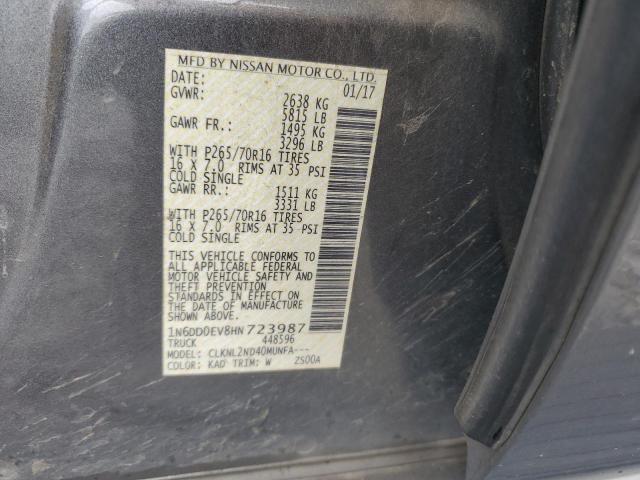 MFD BY NISSAN MOTOR CO., LTD.
DATE: 01/17
GVWR: 2638 KG
5815 LB
GAWR FR.: 1495 KG
3296 LB
WITH P265/70R16 TIRES
16 X 7.0 RIMS AT 35 PSI
COLD SINGLE
GAWR RR.: 1511 KG
3331 LB
WITH P265/70R16 TIRES
16 X 7.0 RIMS AT 35 PSI
COLD SINGLE
THIS VEHICLE CONFORMS TO
ALL APPLICABLE FEDERAL
MOTOR VEHICLE SAFETY AND
THEFT PREVENTION
STANDARDS IN EFFECT ON
THE DATE OF MANUFACTURE
SHOWN ABOVE.
1N6DD0EV8HN723987
TRUCK 448596
MODEL: CLKNL2ND40MUNFA---
COLOR: KAD TRIM: W ZS00A